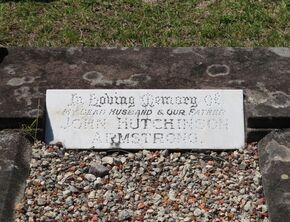 In Loving Memory Of
My Dear Husband & Our Father
JOHN HUTCHINSON
ARMSTRONG.